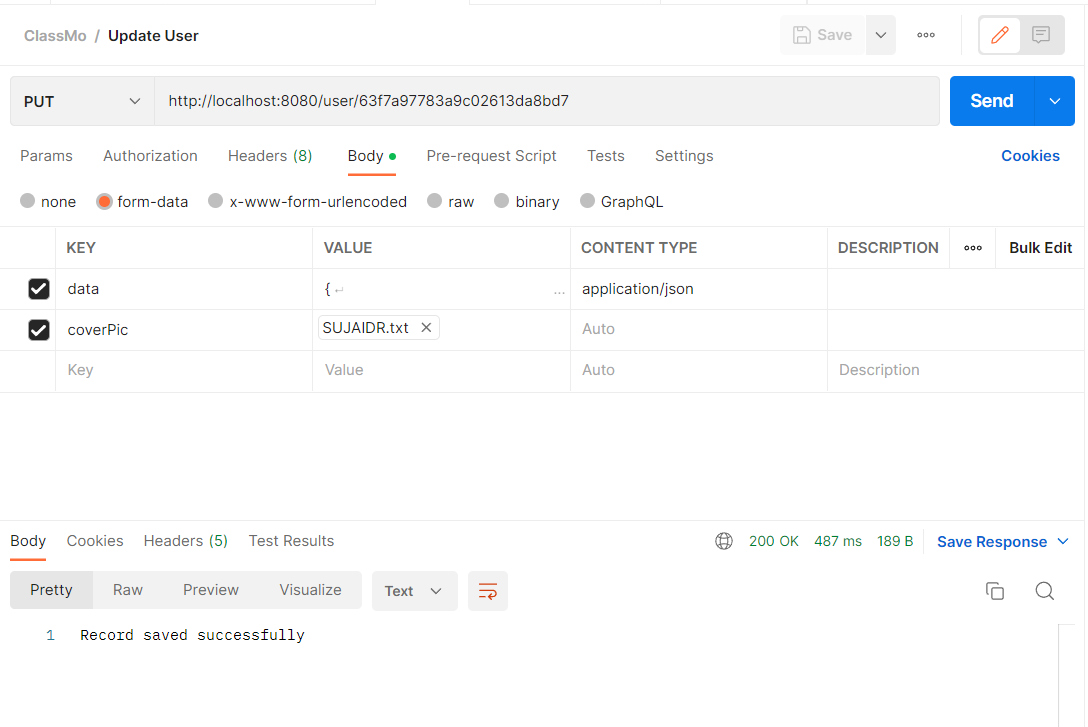 ClassMo / Update User
Save
PUT
http://localhost:8080/user/63f7a97783a9c02613da8bd7
Send
Params Authorization Headers (8) Body Pre-request Script Tests Settings Cookies
none form-data x-www-form-urlencoded raw binary GraphQL
KEY VALUE CONTENT TYPE DESCRIPTION Bulk Edit
data { ↵ ... application/json
coverPic SUJAIDR.txt Auto
Key Value Auto Description
Body Cookies Headers (5) Test Results 200 OK 487 ms 189 B Save Response
Pretty Raw Preview Visualize Text
1 Record saved successfully